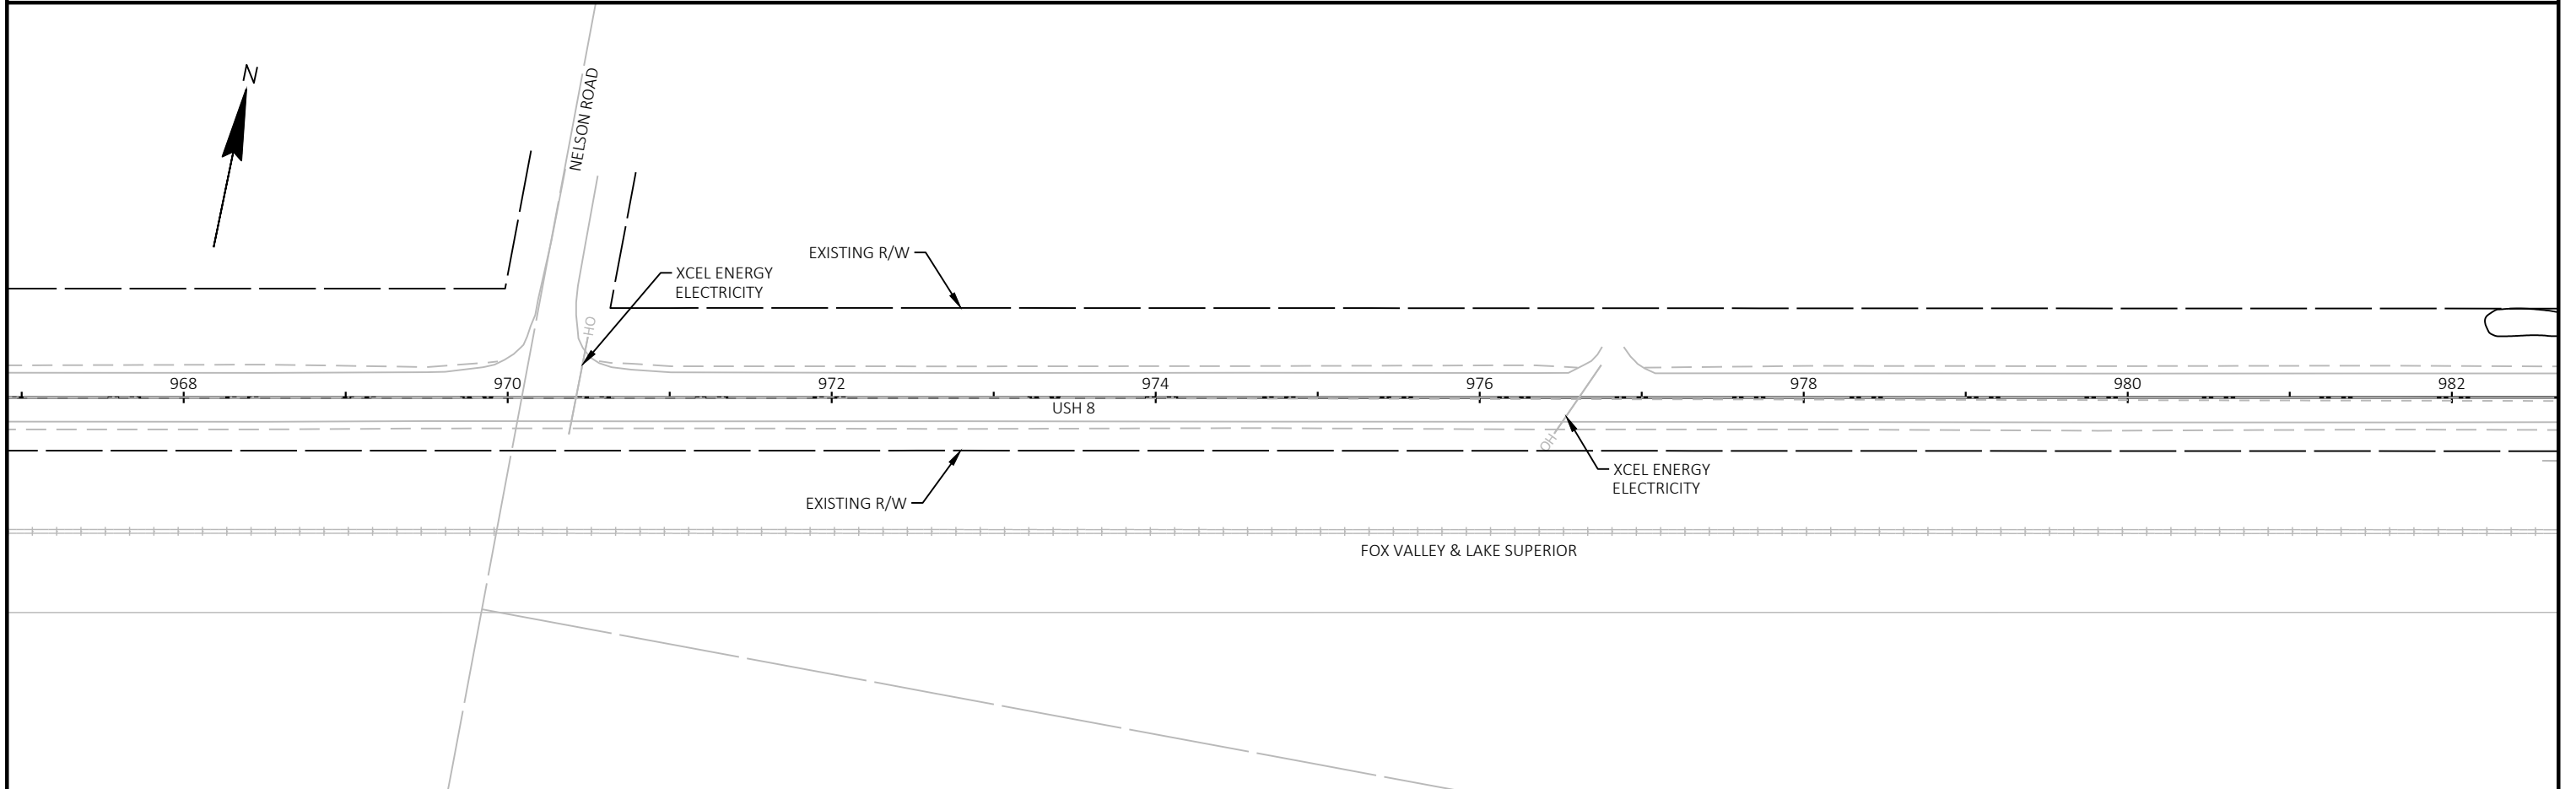 N
NELSON ROAD
EXISTING R/W
XCEL ENERGY
ELECTRICITY
OH
968
970
972
974
976
978
980
982
USH 8
OH
XCEL ENERGY
ELECTRICITY
EXISTING R/W
FOX VALLEY & LAKE SUPERIOR